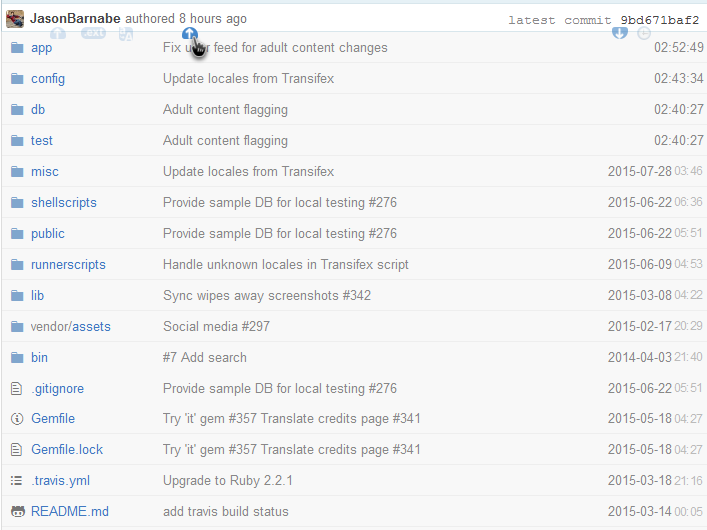 JasonBarnabe authored 8 hours ago latest commit 9bd671baf2
.ext
app Fix user feed for adult content changes 02:52:49
config Update locales from Transifex 02:43:34
db Adult content flagging 02:40:27
test Adult content flagging 02:40:27
misc Update locales from Transifex 2015-07-28 03:46
shellscripts Provide sample DB for local testing #276 2015-06-22 06:36
public Provide sample DB for local testing #276 2015-06-22 05:51
runnerscripts Handle unknown locales in Transifex script 2015-06-09 04:53
lib Sync wipes away screenshots #342 2015-03-08 04:22
vendor/assets Social media #297 2015-02-17 20:29
bin #7 Add search 2014-04-03 21:40
.gitignore Provide sample DB for local testing #276 2015-06-22 05:51
Gemfile Try 'it' gem #357 Translate credits page #341 2015-05-18 04:27
Gemfile.lock Try 'it' gem #357 Translate credits page #341 2015-05-18 04:27
.travis.yml Upgrade to Ruby 2.2.1 2015-03-18 21:16
README.md add travis build status 2015-03-14 00:05